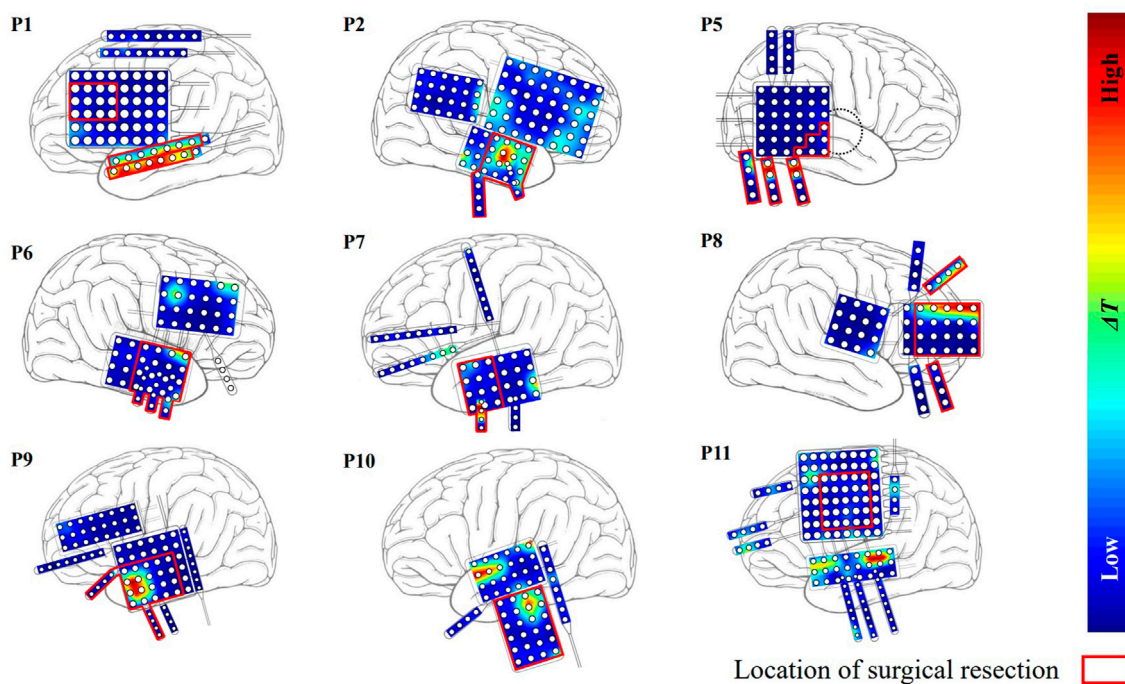 P1
P2
P5
P6
P7
P8
P9
P10
P11
High
ΔT
Low
Location of surgical resection